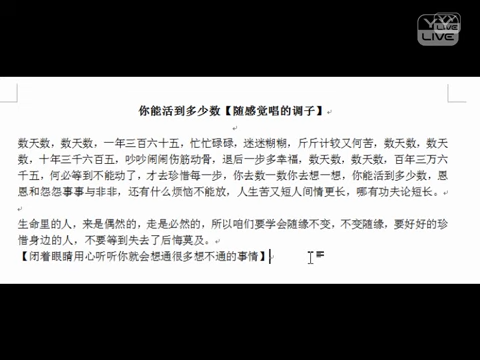 YY LIVE
LIVE
你能活到多少数【随感觉唱的调子】
数天数，数天数，一年三百六十五，忙忙碌碌，迷迷糊糊，斤斤计较又何苦，数天数，数天
数，十年三千六百五，吵吵闹闹伤筋动骨，退后一步多幸福，数天数，数天数，百年三万六
千五，何必等到不能动了，才去珍惜每一步，你去数一数你去想一想，你能活到多少数，恩
恩和怨怨事事与非非，还有什么烦恼不能放，人生苦又短人间情更长，哪有功夫论短长。
生命里的人，来是偶然的，走是必然的，所以咱们要学会随缘不变，不变随缘，要好好的珍
惜身边的人，不要等到失去了后悔莫及。
【闭着眼睛用心听听你就会想通很多想不通的事情】